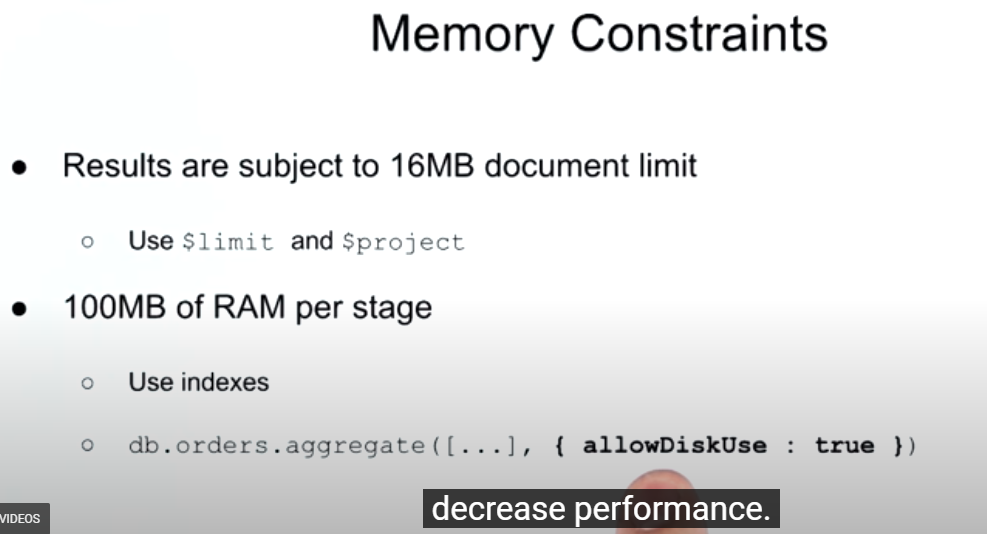 Memory Constraints
● Results are subject to 16MB document limit
○ Use $limit and $project
● 100MB of RAM per stage
○ Use indexes
○ db.orders.aggregate([...], { allowDiskUse : true })
decrease performance.
VIDEOS